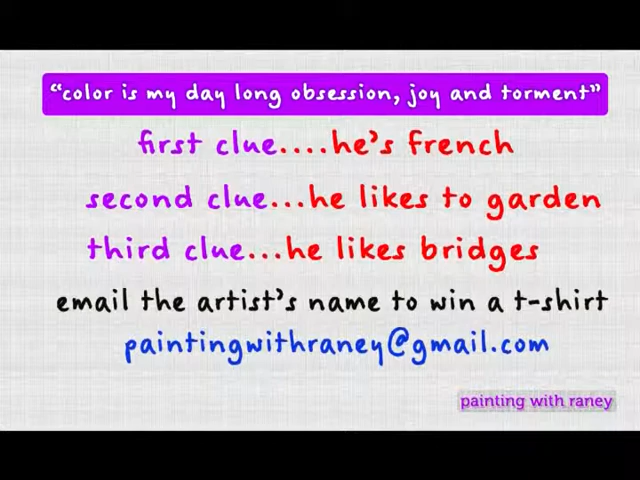 “color is my day long obsession, joy and torment”
first clue....he’s french
second clue...he likes to garden
third clue...he likes bridges
email the artist’s name to win a t-shirt
paintingwithraney@gmail.com
painting with raney